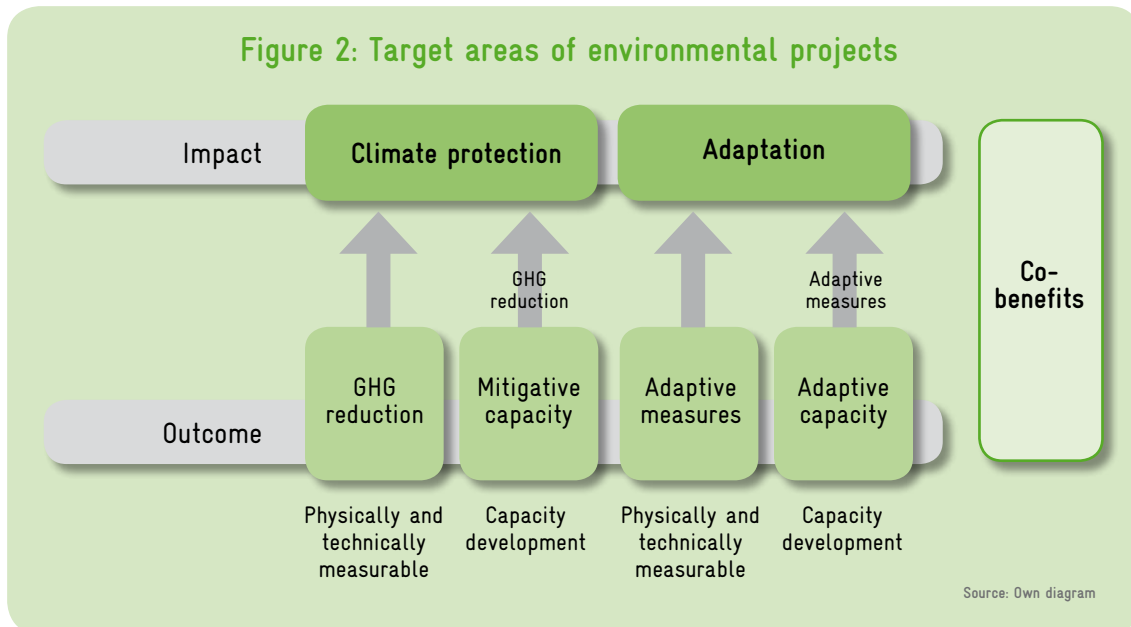 Figure 2: Target areas of environmental projects
Impact
Climate protection
Adaptation
Co-
benefits
GHG
reduction
Adaptive
measures
Outcome
GHG
reduction
Mitigative
capacity
Adaptive
measures
Adaptive
capacity
Physically and
technically
measurable
Capacity
development
Physically and
technically
measurable
Capacity
development
Source: Own diagram